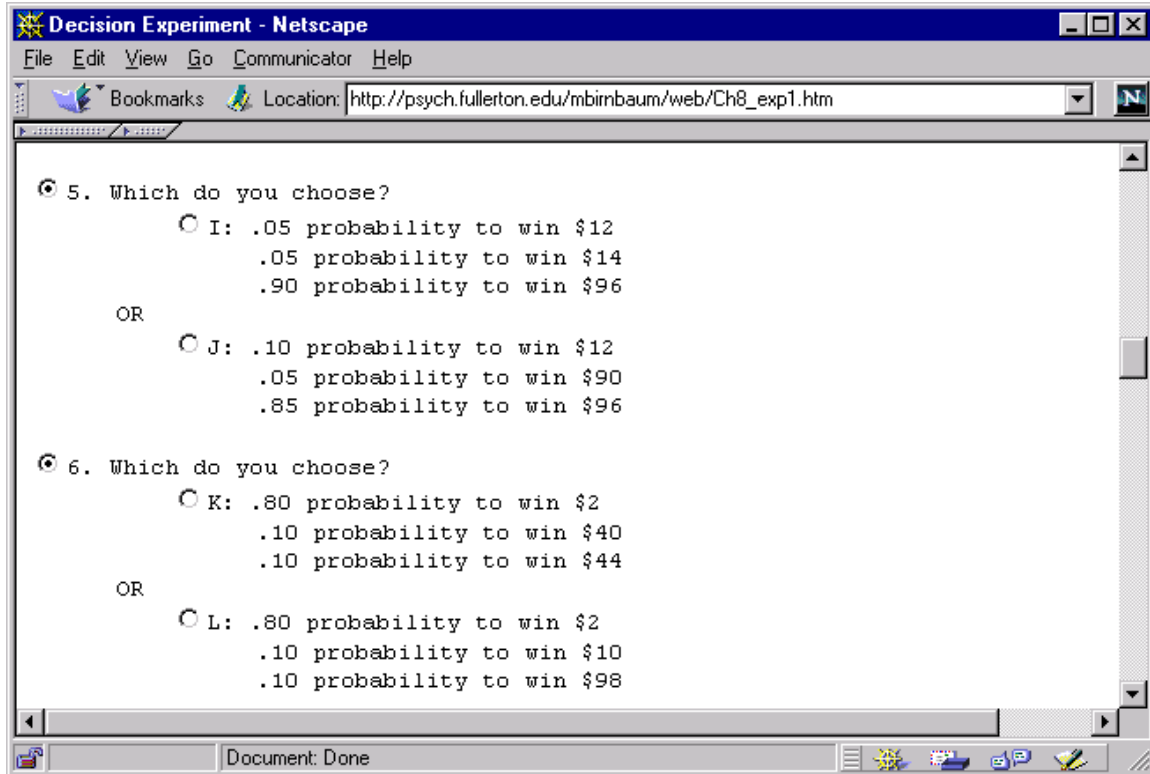 Decision Experiment - Netscape
File Edit View Go Communicator Help
Bookmarks Location: http://psych.fullerton.edu/mbirnbaum/web/Ch8_exp1.htm N
5. Which do you choose?
I: .05 probability to win $12
.05 probability to win $14
.90 probability to win $96
OR
J: .10 probability to win $12
.05 probability to win $90
.85 probability to win $96
6. Which do you choose?
K: .80 probability to win $2
.10 probability to win $40
.10 probability to win $44
OR
L: .80 probability to win $2
.10 probability to win $10
.10 probability to win $98
Document: Done